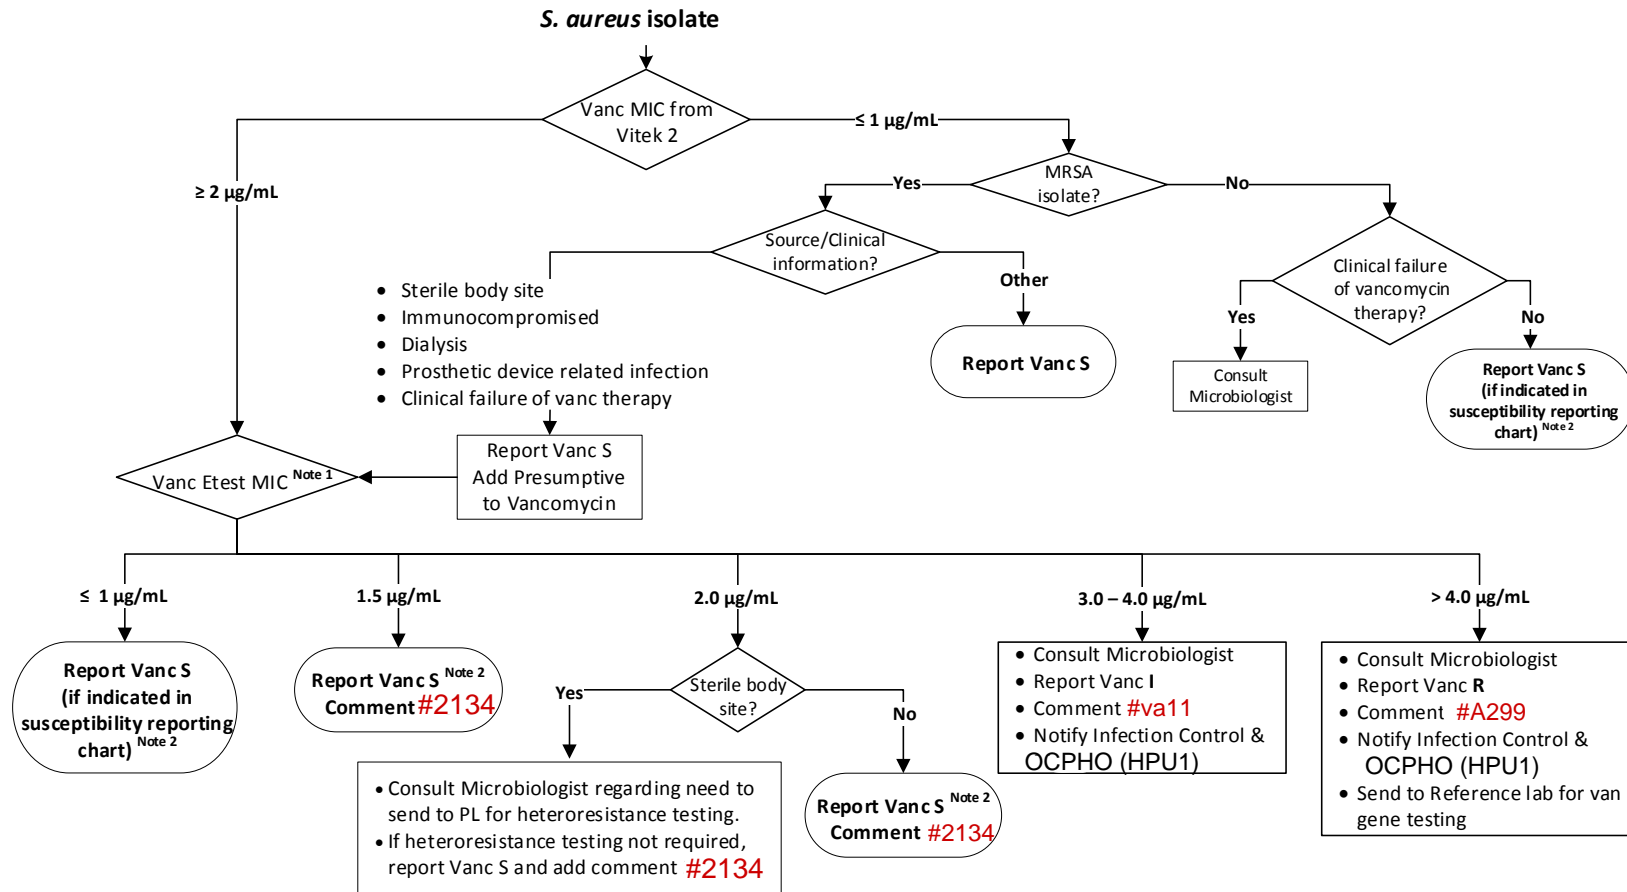 S. aureus isolate
Vanc MIC from
Vitek 2
≤ 1 µg/mL
≥ 2 µg/mL
MRSA
isolate?
Yes
No
Source/Clinical
information?
Other
Clinical failure
of vancomycin
therapy?
Yes
No
• Sterile body site
• Immunocompromised
• Dialysis
• Prosthetic device related infection
• Clinical failure of vanc therapy
Report Vanc S
Consult
Microbiologist
Report Vanc S
(if indicated in
susceptibility reporting
chart) Note 2
Vanc Etest MIC Note 1
Report Vanc S
Add Presumptive
to Vancomycin
≤ 1 µg/mL
1.5 µg/mL
2.0 µg/mL
3.0 – 4.0 µg/mL
> 4.0 µg/mL
Report Vanc S
(if indicated in
susceptibility reporting
chart) Note 2
Report Vanc S Note 2
Comment #2134
Sterile body
site?
Yes
No
• Consult Microbiologist regarding need to
send to PL for heteroresistance testing.
• If heteroresistance testing not required,
report Vanc S and add comment #2134
Report Vanc S Note 2
Comment #2134
• Consult Microbiologist
• Report Vanc I
• Comment #va11
• Notify Infection Control &
OCPHO (HPU1)
• Consult Microbiologist
• Report Vanc R
• Comment #A299
• Notify Infection Control &
OCPHO (HPU1)
• Send to Reference lab for van
gene testing